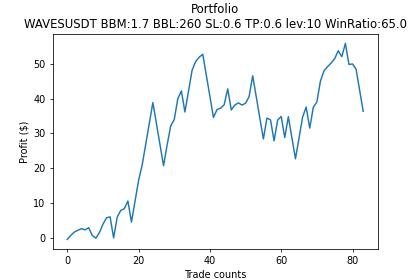 Portfolio
WAVESUSDT BBM:1.7 BBL:260 SL:0.6 TP:0.6 lev:10 WinRatio:65.0
Profit ($)
50
40
30
20
10
0
0
20
40
60
80
Trade counts